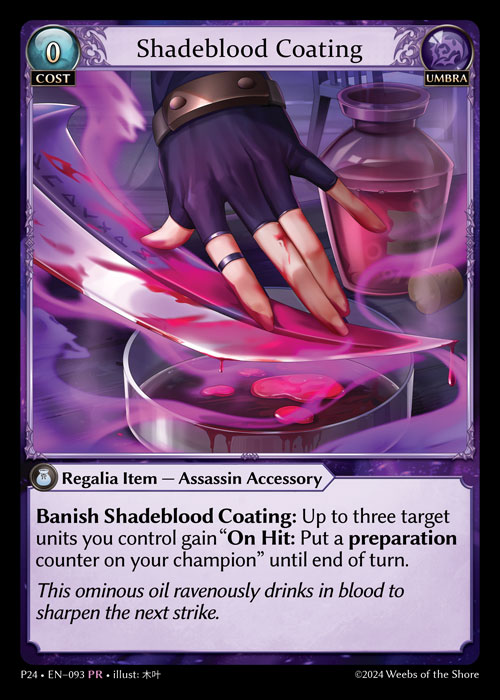 0
COST
Shadeblood Coating
UMBRA
Regalia Item — Assassin Accessory
Banish Shadeblood Coating: Up to three target
units you control gain “On Hit: Put a preparation
counter on your champion” until end of turn.
This ominous oil ravenously drinks in blood to
sharpen the next strike.
P24 • EN–093 PR • illust: 木叶
©2024 Weebs of the Shore